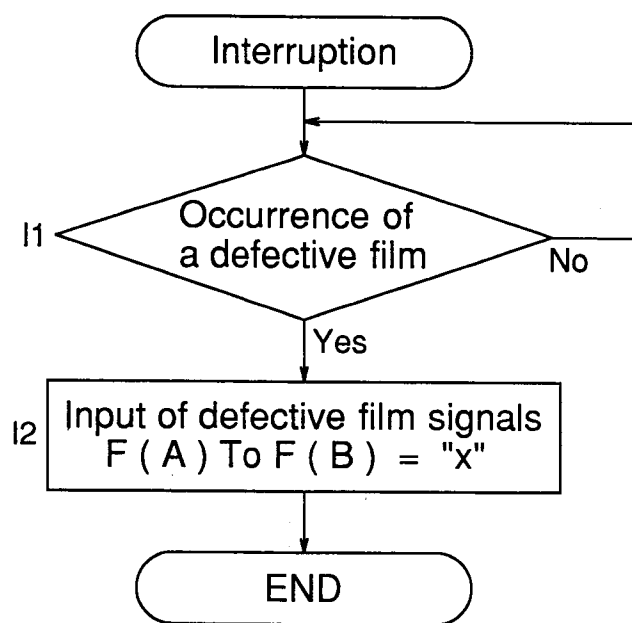 Interruption
I1
Occurrence of
a defective film
No
Yes
I2
Input of defective film signals
F ( A ) To F ( B ) = "x"
END